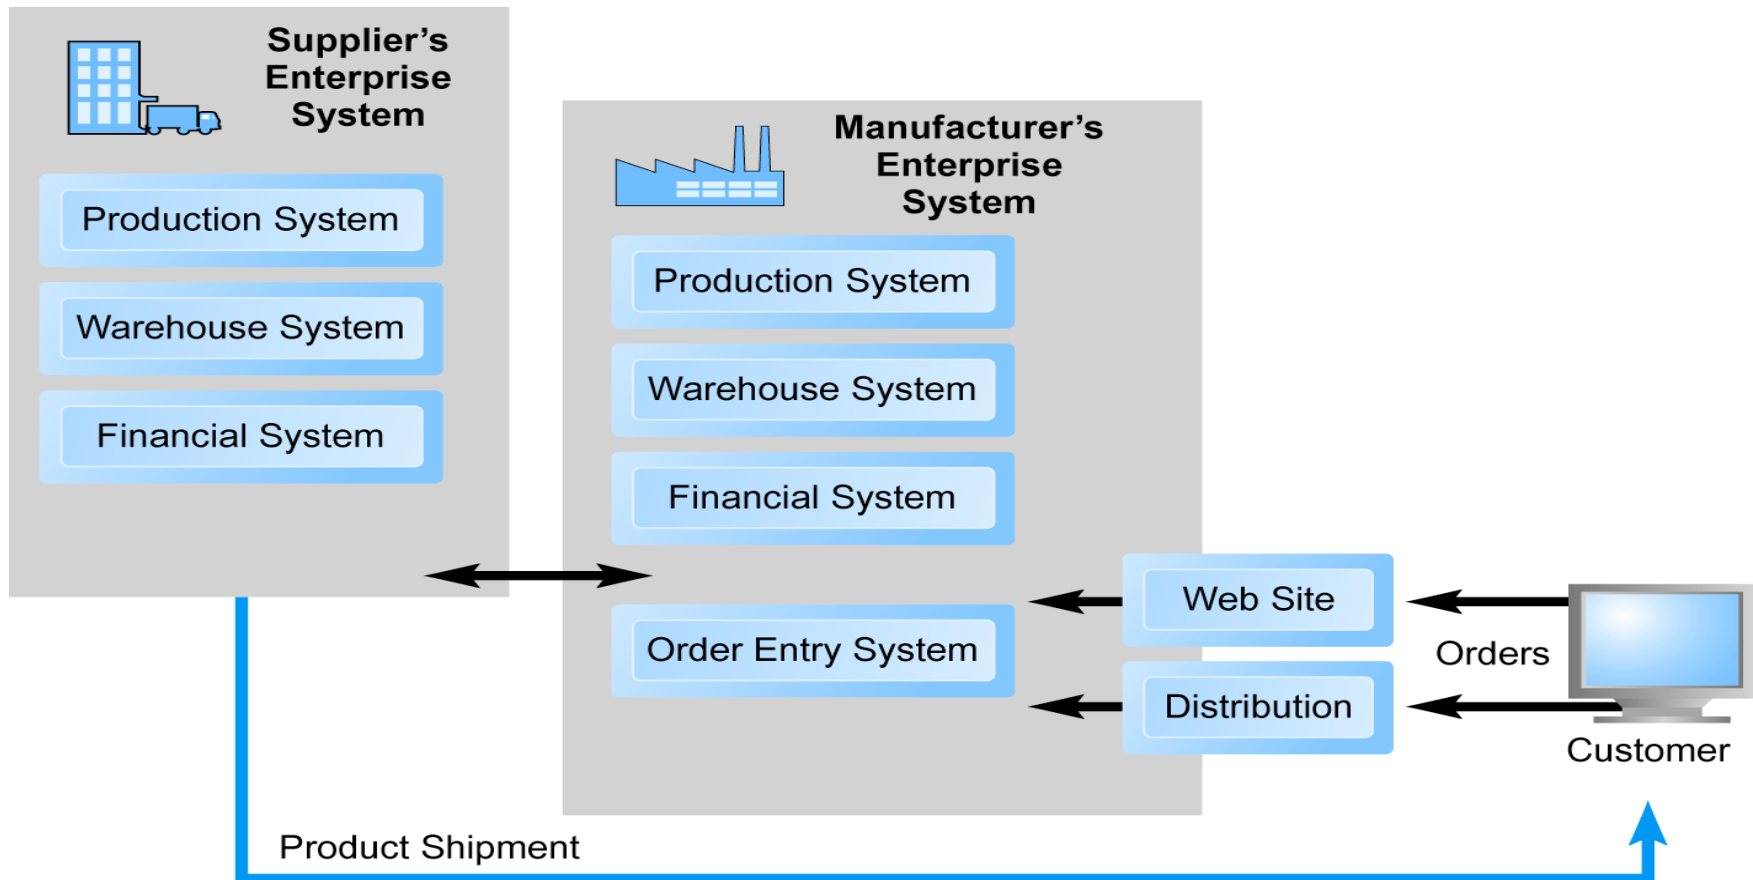 Supplier’s
Enterprise
System
Production System
Warehouse System
Financial System
Manufacturer’s
Enterprise
System
Production System
Warehouse System
Financial System
Order Entry System
Web Site
Distribution
Orders
Customer
Product Shipment